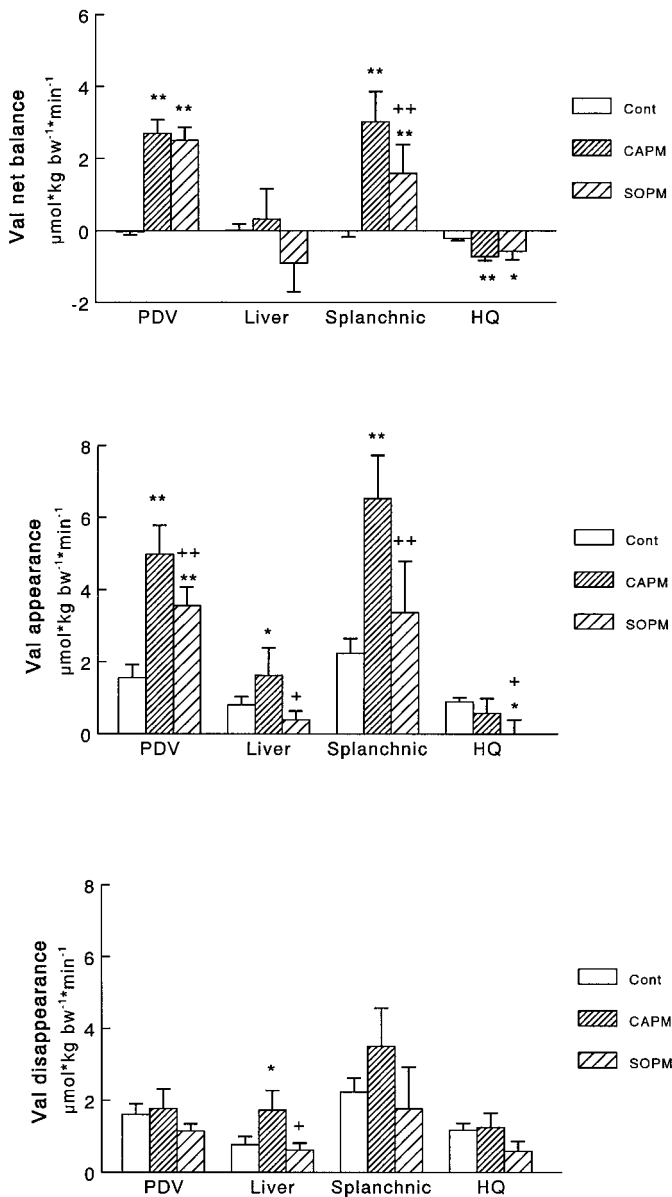 6
4
2
0
-2
Val net balance
μmol*kg bw⁻¹*min⁻¹
** **
**
++
**
** *
PDV Liver Splanchnic HQ
Cont
CAPM
SOPM
8
6
4
2
0
Val appearance
μmol*kg bw⁻¹*min⁻¹
**
++
**
*
+
**
++
+
*
PDV Liver Splanchnic HQ
Cont
CAPM
SOPM
8
6
4
2
0
Val disappearance
μmol*kg bw⁻¹*min⁻¹
*
+
PDV Liver Splanchnic HQ
Cont
CAPM
SOPM